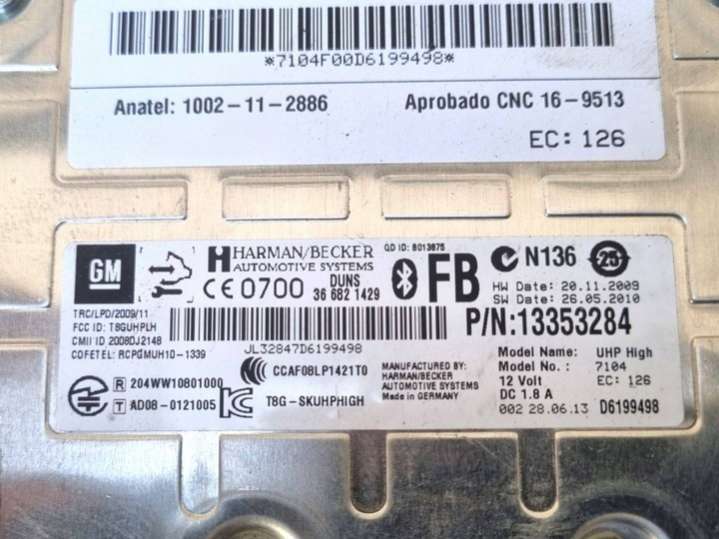 *7104F00D6199498*
Anatel: 1002-11-2886 Aprobado CNC 16-9513
EC: 126
GM
HARMAN/BECKER
AUTOMOTIVE SYSTEMS
QD ID: B013875
N136 25
CE 0700 DUNS
36 682 1429
FB
HW Date: 20.11.2009
SW Date: 26.05.2010
TRC/LPD/2009/11
FCC ID: T8GUHPLH
CMII ID: 2008DJ2148
COFETEL: RCPGMUH10-1339
JL32847D6199498
P/N:13353284
R 204WW10801000
T AD08-0121005
CCAF08LP1421T0
T8G-SKUHPHIGH
MANUFACTURED BY:
HARMAN/BECKER
AUTOMOTIVE SYSTEMS
Made in GERMANY
Model Name: UHP High
Model No.: 7104
12 Volt EC: 126
DC 1.8 A
002 28.06.13 D6199498